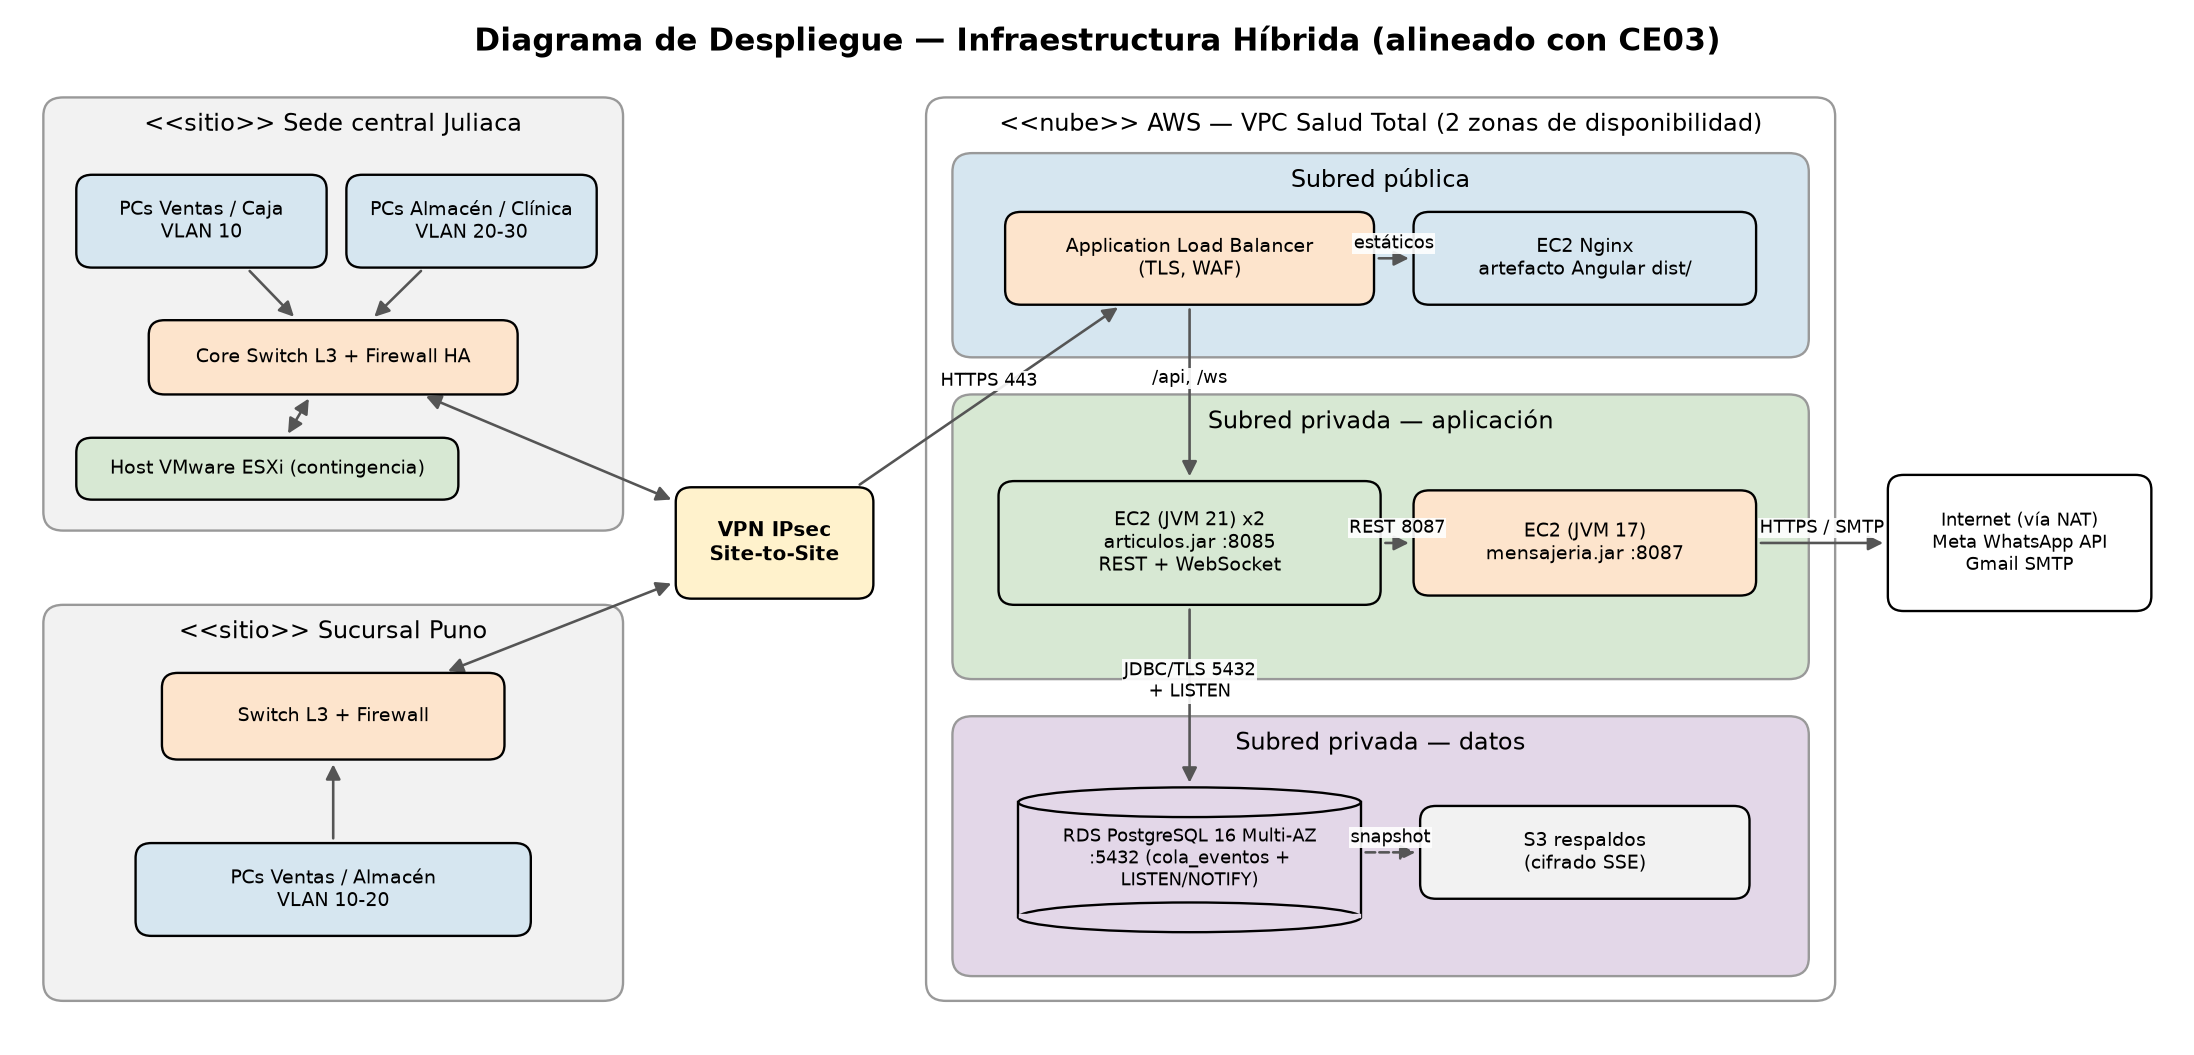 Diagrama de Despliegue — Infraestructura Híbrida (alineado con CE03)
<<sitio>> Sede central Juliaca
PCs Ventas / Caja
VLAN 10
PCs Almacén / Clínica
VLAN 20-30
Core Switch L3 + Firewall HA
Host VMware ESXi (contingencia)
<<sitio>> Sucursal Puno
Switch L3 + Firewall
PCs Ventas / Almacén
VLAN 10-20
VPN IPsec
Site-to-Site
HTTPS 443
<<nube>> AWS — VPC Salud Total (2 zonas de disponibilidad)
Subred pública
Application Load Balancer
(TLS, WAF)
estáticos
EC2 Nginx
artefacto Angular dist/
/api, /ws
Subred privada — aplicación
EC2 (JVM 21) x2
articulos.jar :8085
REST + WebSocket
REST 8087
EC2 (JVM 17)
mensajeria.jar :8087
HTTPS / SMTP
Internet (vía NAT)
Meta WhatsApp API
Gmail SMTP
JDBC/TLS 5432
+ LISTEN
Subred privada — datos
RDS PostgreSQL 16 Multi-AZ
:5432 (cola_eventos +
LISTEN/NOTIFY)
snapshot
S3 respaldos
(cifrado SSE)